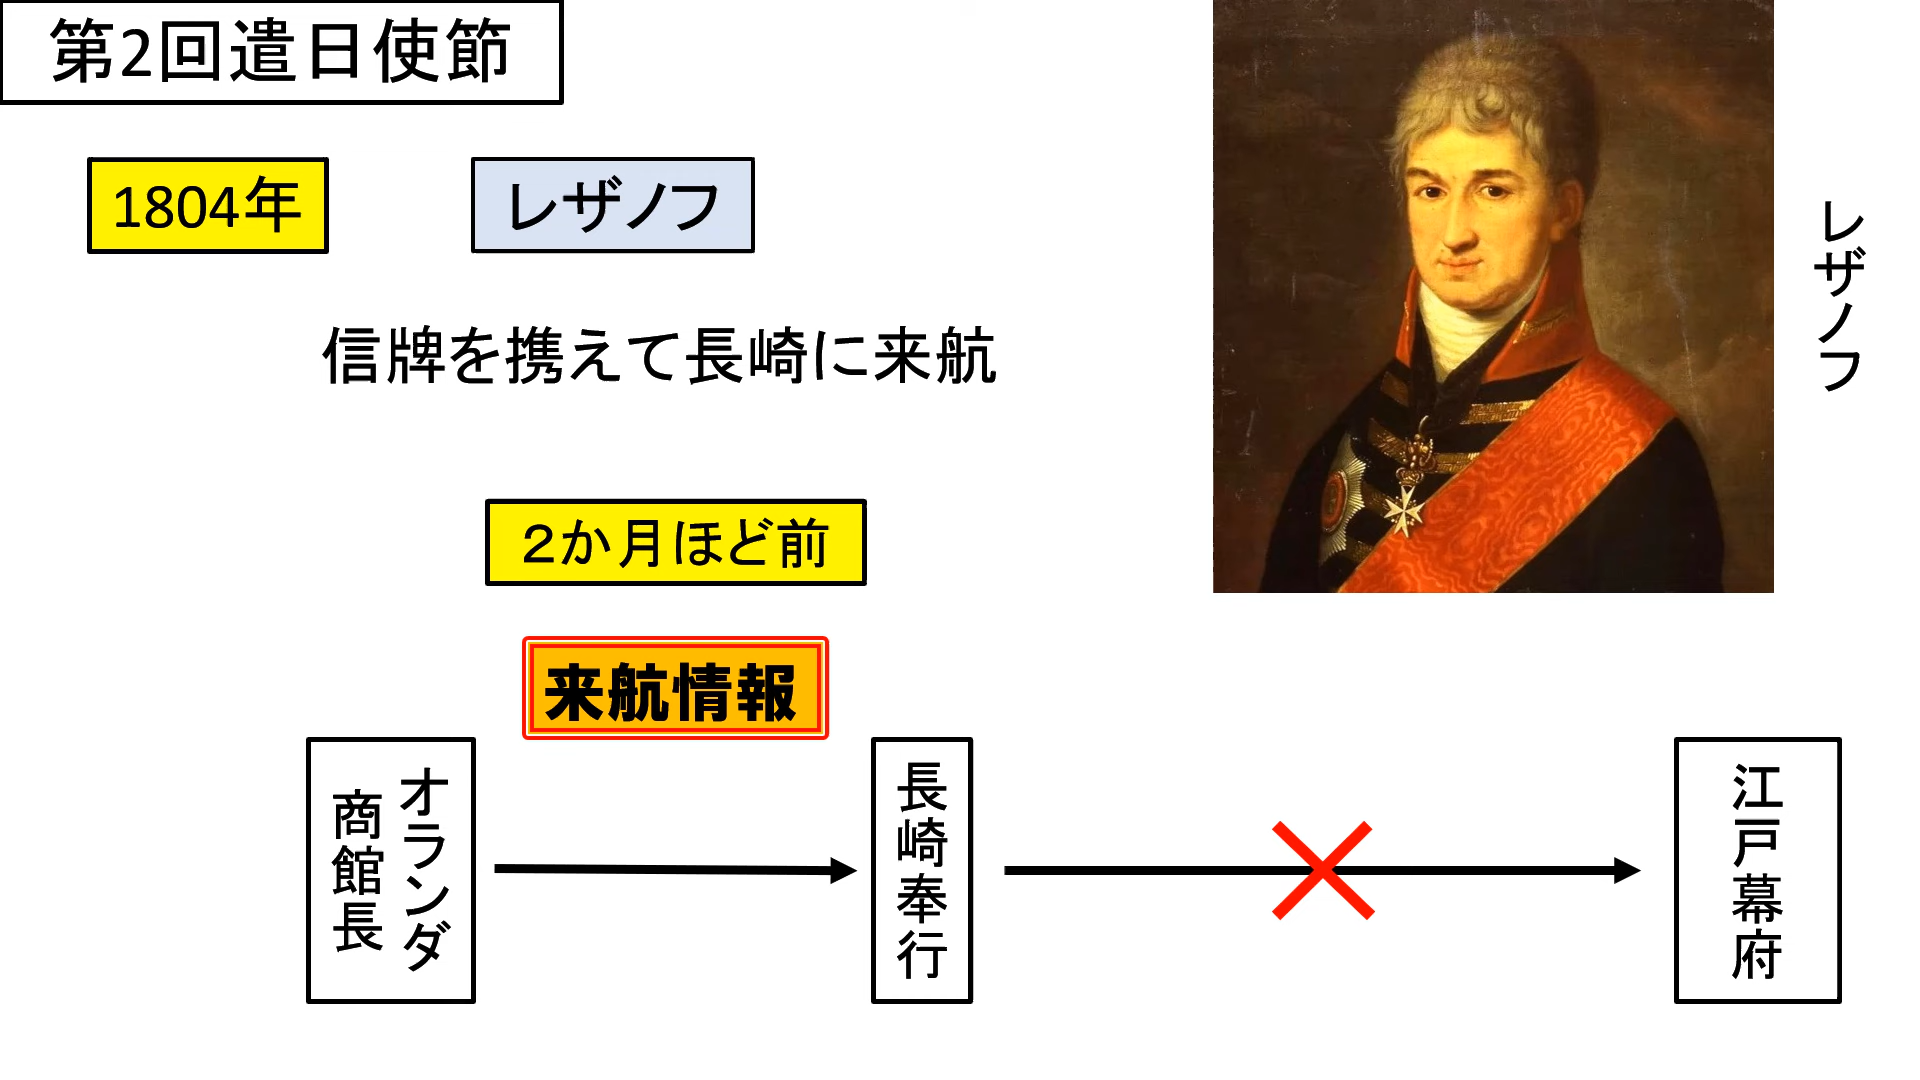 第2回遣日使節
1804年
レザノフ
レザノフ
信牌を携えて長崎に来航
２か月ほど前
来航情報
オランダ
商館長
長崎奉行
江戸幕府